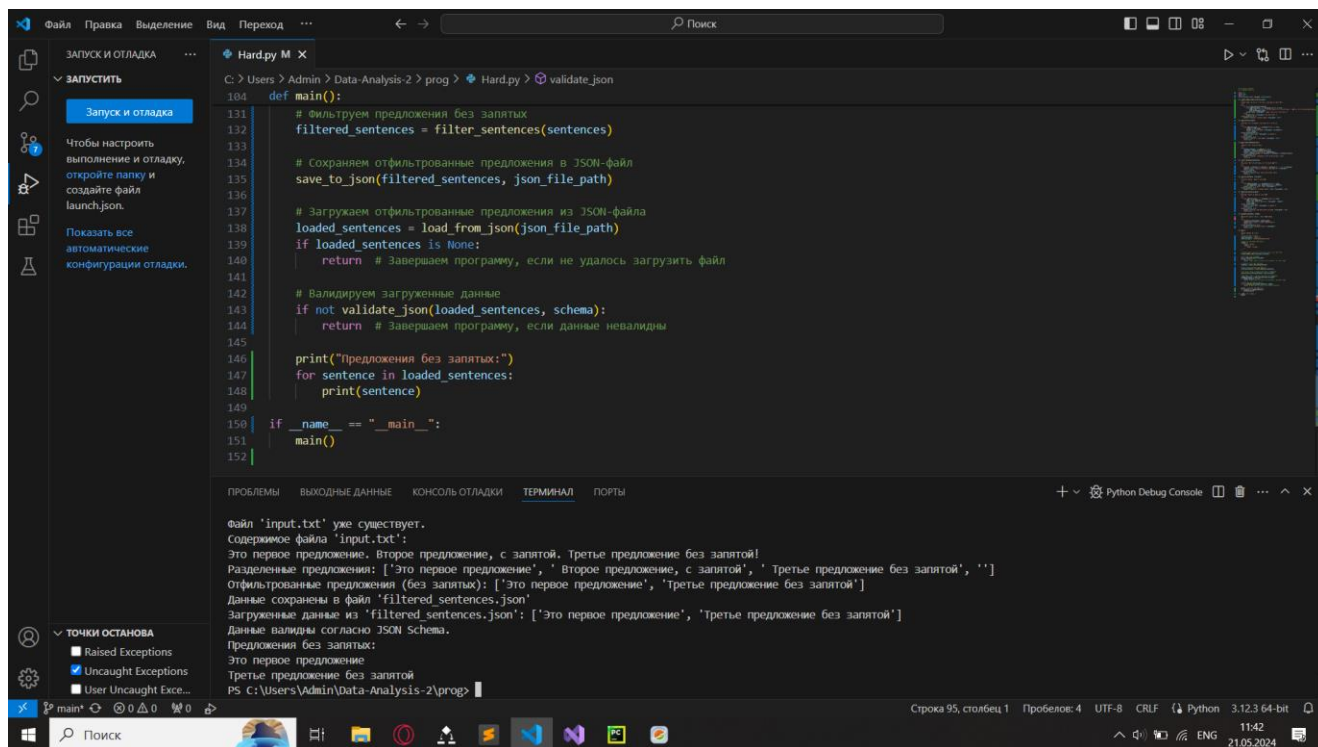 Файл Правка Выделение Вид Переход ··· Поиск
ЗАПУСК И ОТЛАДКА ···
ЗАПУСТИТЬ
Запуск и отладка
Чтобы настроить
выполнение и отладку,
откройте папку и
создайте файл
launch.json.
Показать все
автоматические
конфигурации отладки.
ТОЧКИ ОСТАНОВА
Raised Exceptions
Uncaught Exceptions
User Uncaught Exce...
Hard.py M
C: > Users > Admin > Data-Analysis-2 > prog > Hard.py > validate_json
104 def main():
131 # Фильтруем предложения без запятых
132 filtered_sentences = filter_sentences(sentences)
133
134 # Сохраняем отфильтрованные предложения в JSON-файл
135 save_to_json(filtered_sentences, json_file_path)
136
137 # Загружаем отфильтрованные предложения из JSON-файла
138 loaded_sentences = load_from_json(json_file_path)
139 if loaded_sentences is None:
140 return # Завершаем программу, если не удалось загрузить файл
141
142 # Валидируем загруженные данные
143 if not validate_json(loaded_sentences, schema):
144 return # Завершаем программу, если данные невалидны
145
146 print("Предложения без запятых:")
147 for sentence in loaded_sentences:
148 print(sentence)
149
150 if __name__ == "__main__":
151 main()
152
ПРОБЛЕМЫ ВЫХОДНЫЕ ДАННЫЕ КОНСОЛЬ ОТЛАДКИ ТЕРМИНАЛ ПОРТЫ Python Debug Console
Файл 'input.txt' уже существует.
Содержимое файла 'input.txt':
Это первое предложение. Второе предложение, с запятой. Третье предложение без запятой!
Разделенные предложения: ['Это первое предложение', ' Второе предложение, с запятой', ' Третье предложение без запятой', '']
Отфильтрованные предложения (без запятых): ['Это первое предложение', 'Третье предложение без запятой']
Данные сохранены в файл 'filtered_sentences.json'
Загруженные данные из 'filtered_sentences.json': ['Это первое предложение', 'Третье предложение без запятой']
Данные валидны согласно JSON Schema.
Предложения без запятых:
Это первое предложение
Третье предложение без запятой
PS C:\Users\Admin\Data-Analysis-2\prog>
main* 0 0 0 Строка 95, столбец 1 Пробелов: 4 UTF-8 CRLF Python 3.12.3 64-bit
Поиск ENG 11:42
21.05.2024